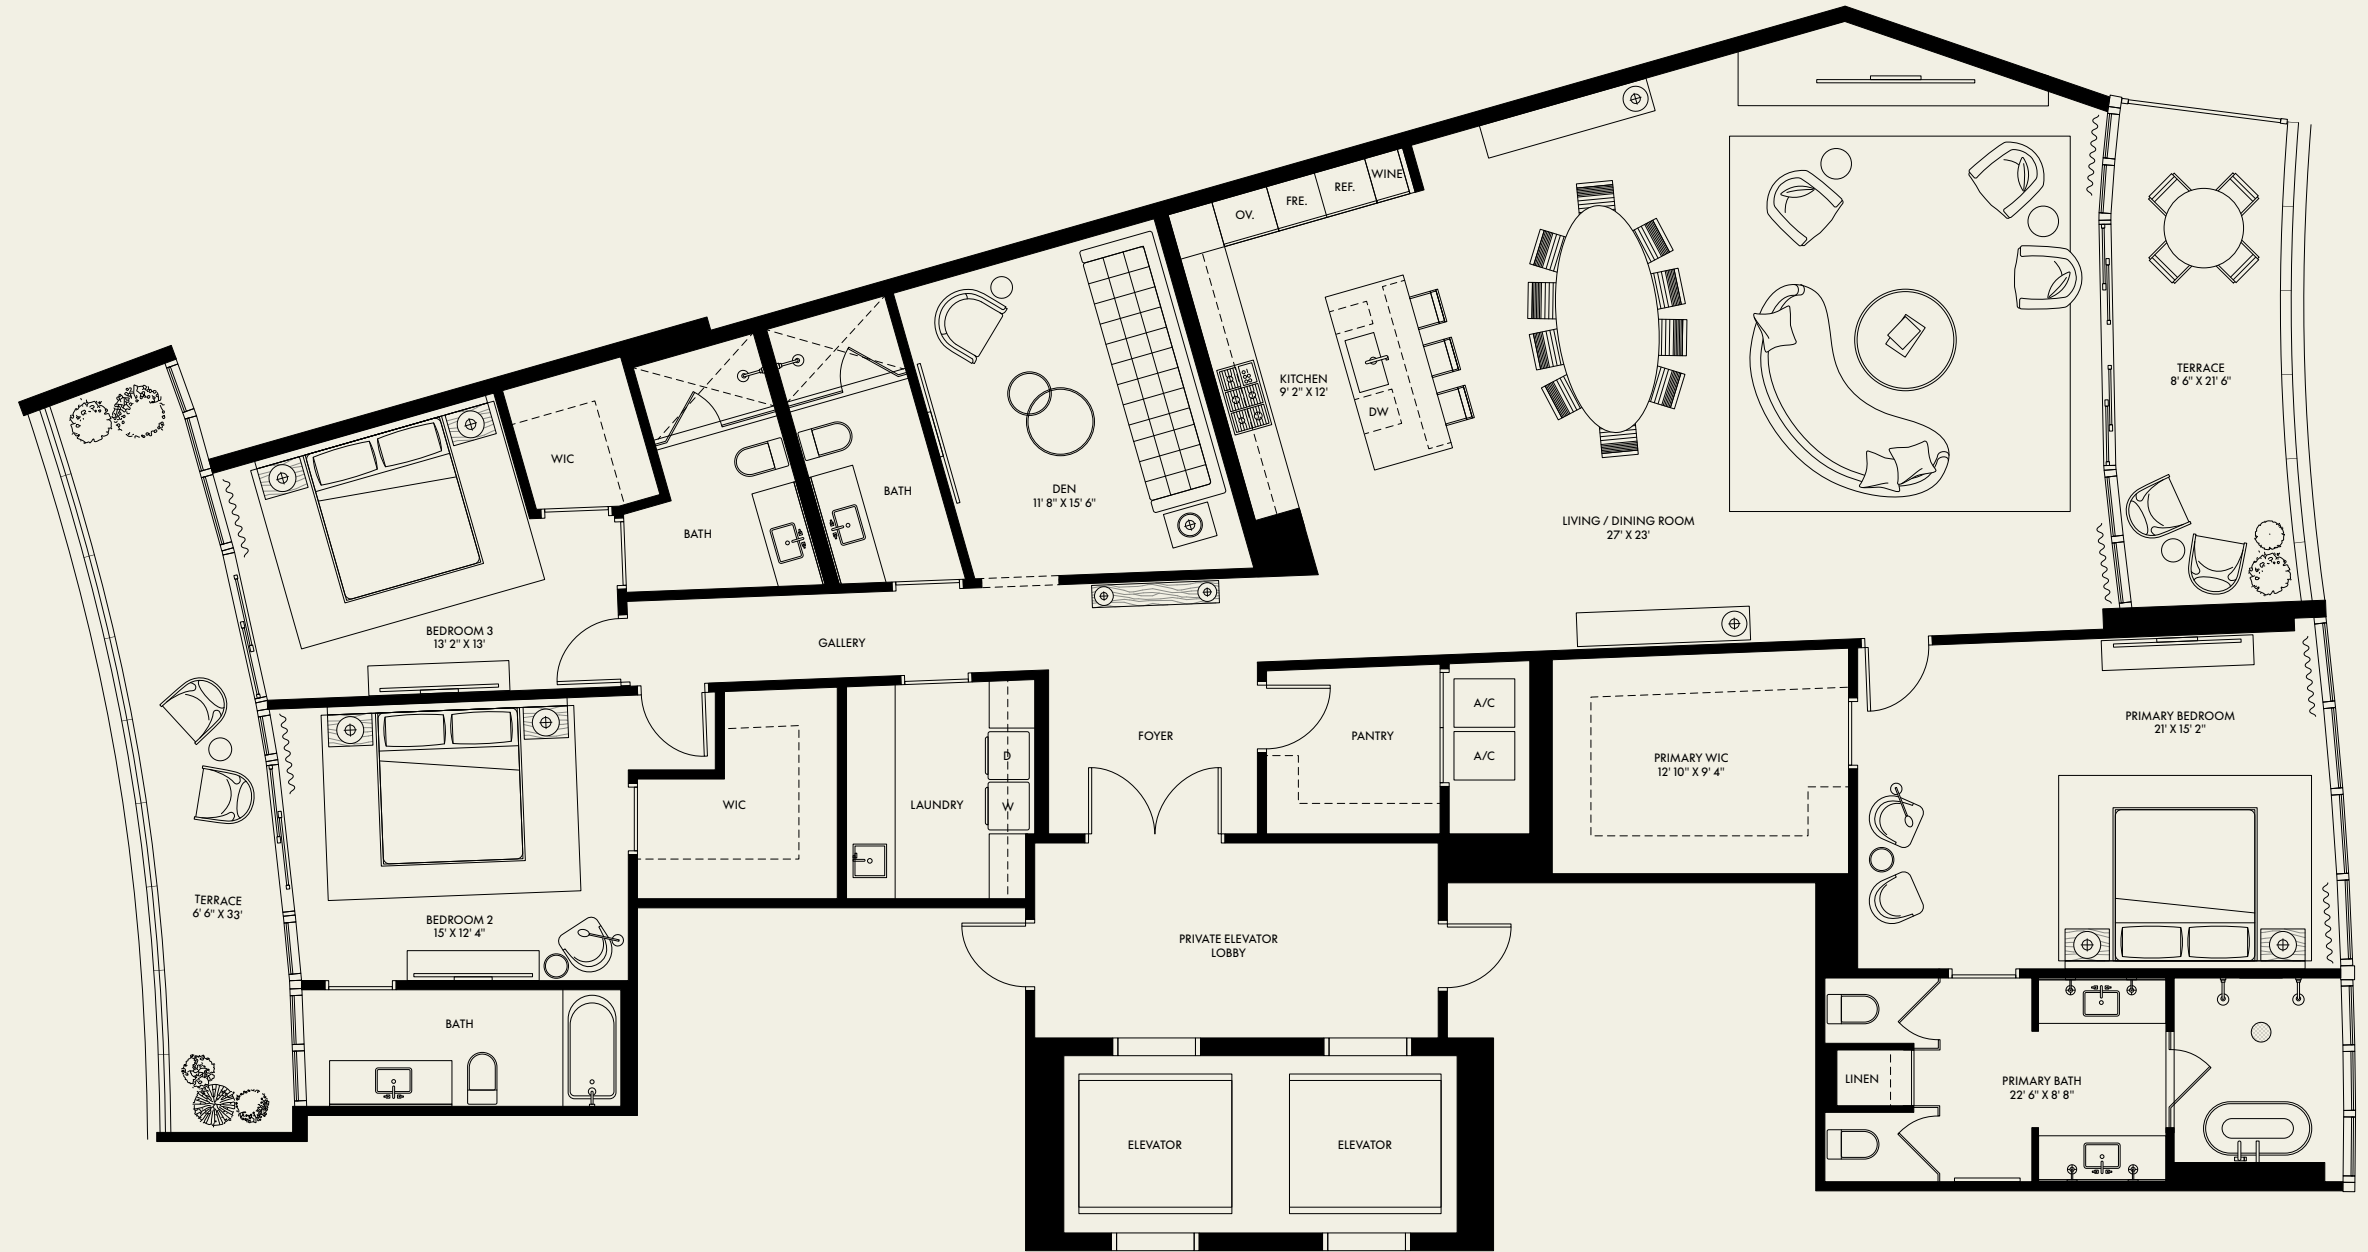 OV.
FRE.
REF.
WINE
KITCHEN
9' 2" X 12'
DW
TERRACE
8' 6" X 21' 6"
WIC
BATH
BATH
DEN
11' 8" X 15' 6"
LIVING / DINING ROOM
27' X 23'
BEDROOM 3
13' 2" X 13'
GALLERY
FOYER
PANTRY
A/C
A/C
PRIMARY WIC
12' 10" X 9' 4"
PRIMARY BEDROOM
21' X 15' 2"
D
W
WIC
LAUNDRY
TERRACE
6' 6" X 33'
BEDROOM 2
15' X 12' 4"
PRIVATE ELEVATOR
LOBBY
BATH
LINEN
PRIMARY BATH
22' 6" X 8' 8"
ELEVATOR
ELEVATOR